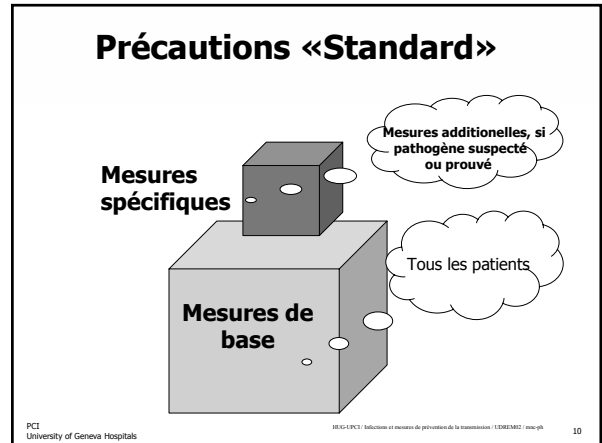 Précautions «Standard»
Mesures additionelles, si
pathogène suspecté
ou prouvé
Mesures
spécifiques
Tous les patients
Mesures de
base
PCI
University of Geneva Hospitals
HUG-UPCI / Infections et mesures de prévention de la transmission / UDREM02 / mnc-ph
10